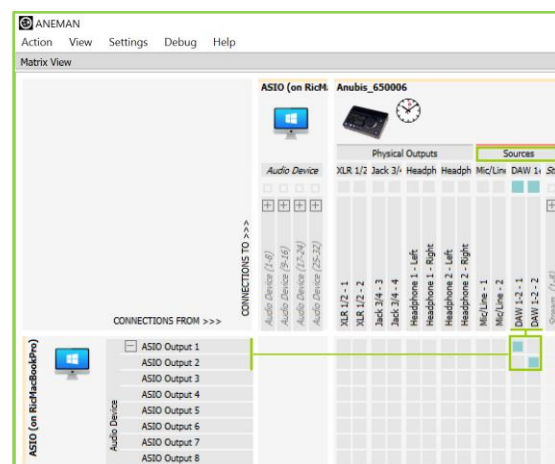 ANEMAN
Action View Settings Debug Help
Matrix View
ASIO (on RicM Anubis_650006
Physical Outputs Sources
Audio Device XLR 1/2 Jack 3/4 Headph Headph Mic/Line DAW 1
CONNECTIONS TO >>>
Audio Device (1-8)
Audio Device (9-16)
Audio Device (17-24)
Audio Device (25-32)
XLR 1/2 - 1
XLR 1/2 - 2
Jack 3/4 - 3
Jack 3/4 - 4
Headphone 1 - Left
Headphone 1 - Right
Headphone 2 - Left
Headphone 2 - Right
Mic/Line - 1
Mic/Line - 2
DAW 1-2 - 1
DAW 1-2 - 2
Stream (1-8)
CONNECTIONS FROM >>>
ASIO (on RicMacBookPro)
Audio Device
ASIO Output 1
ASIO Output 2
ASIO Output 3
ASIO Output 4
ASIO Output 5
ASIO Output 6
ASIO Output 7
ASIO Output 8